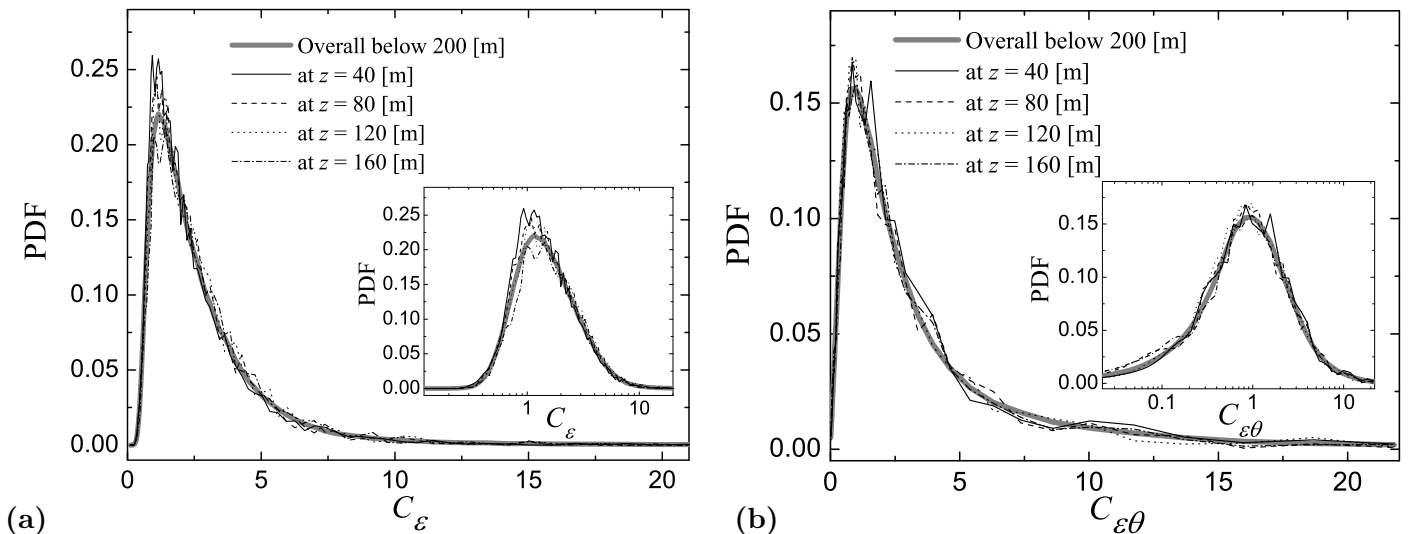 Overall below 200 [m]
at z = 40 [m]
at z = 80 [m]
at z = 120 [m]
at z = 160 [m]
PDF
0.25
0.20
0.15
0.10
0.05
0.00
0
5
10
15
20
C_ε
PDF
0.25
0.20
0.15
0.10
0.05
0.00
1
10
C_ε
(a)
Overall below 200 [m]
at z = 40 [m]
at z = 80 [m]
at z = 120 [m]
at z = 160 [m]
PDF
0.15
0.10
0.05
0.00
0
5
10
15
20
C_εθ
PDF
0.15
0.10
0.05
0.00
0.1
1
10
C_εθ
(b)